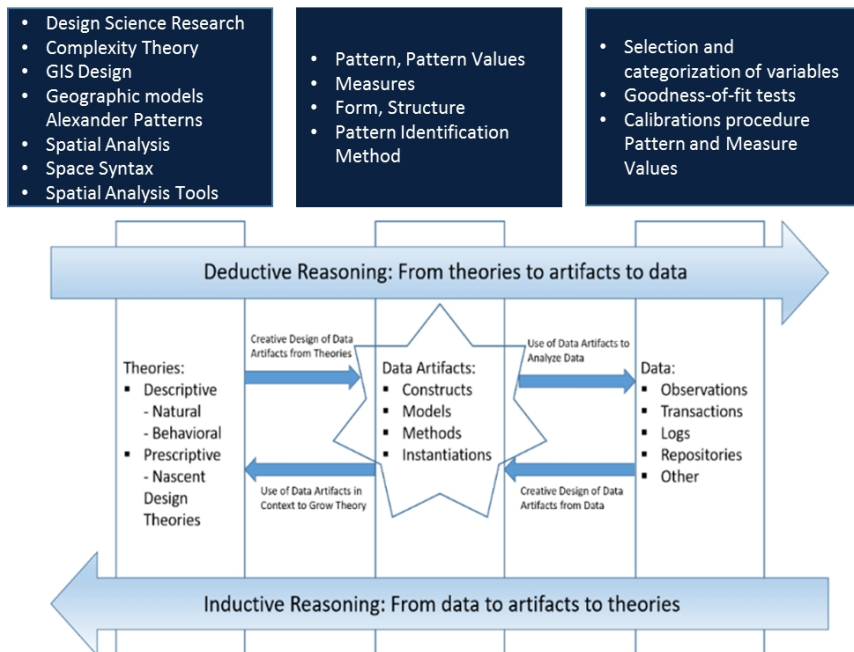 • Design Science Research
• Complexity Theory
• GIS Design
• Geographic models
Alexander Patterns
• Spatial Analysis
• Space Syntax
• Spatial Analysis Tools
• Pattern, Pattern Values
• Measures
• Form, Structure
• Pattern Identification
Method
• Selection and
categorization of variables
• Goodness-of-fit tests
• Calibrations procedure
Pattern and Measure
Values
Deductive Reasoning: From theories to artifacts to data
Theories:
▪ Descriptive
- Natural
- Behavioral
▪ Prescriptive
- Nascent
Design
Theories
Creative Design of Data
Artifacts from Theories
Use of Data Artifacts in
Context to Grow Theory
Data Artifacts:
▪ Constructs
▪ Models
▪ Methods
▪ Instantiations
Use of Data Artifacts to
Analyze Data
Creative Design of Data
Artifacts from Data
Data:
▪ Observations
▪ Transactions
▪ Logs
▪ Repositories
▪ Other
Inductive Reasoning: From data to artifacts to theories